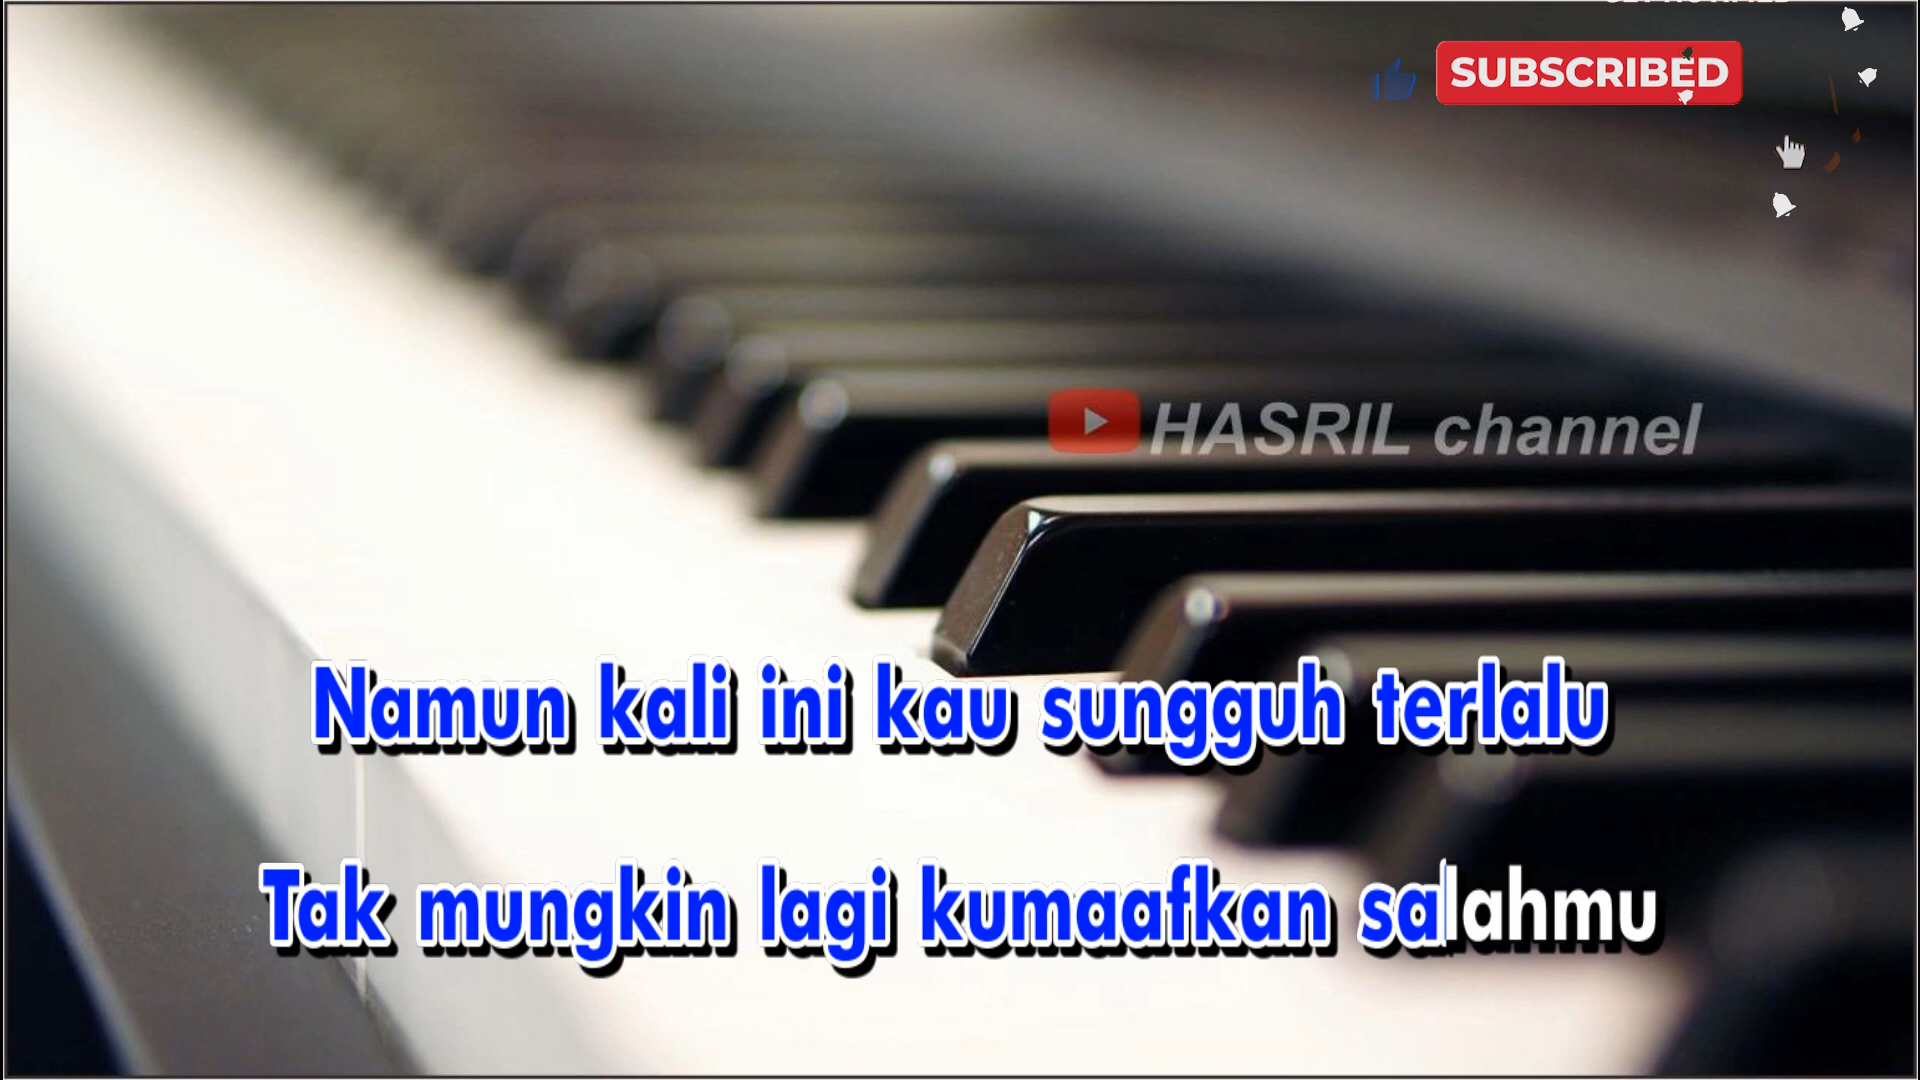 SUBSCRIBED
HASRIL channel
Namun kali ini kau sungguh terlalu
Tak mungkin lagi kumaafkan salahmu